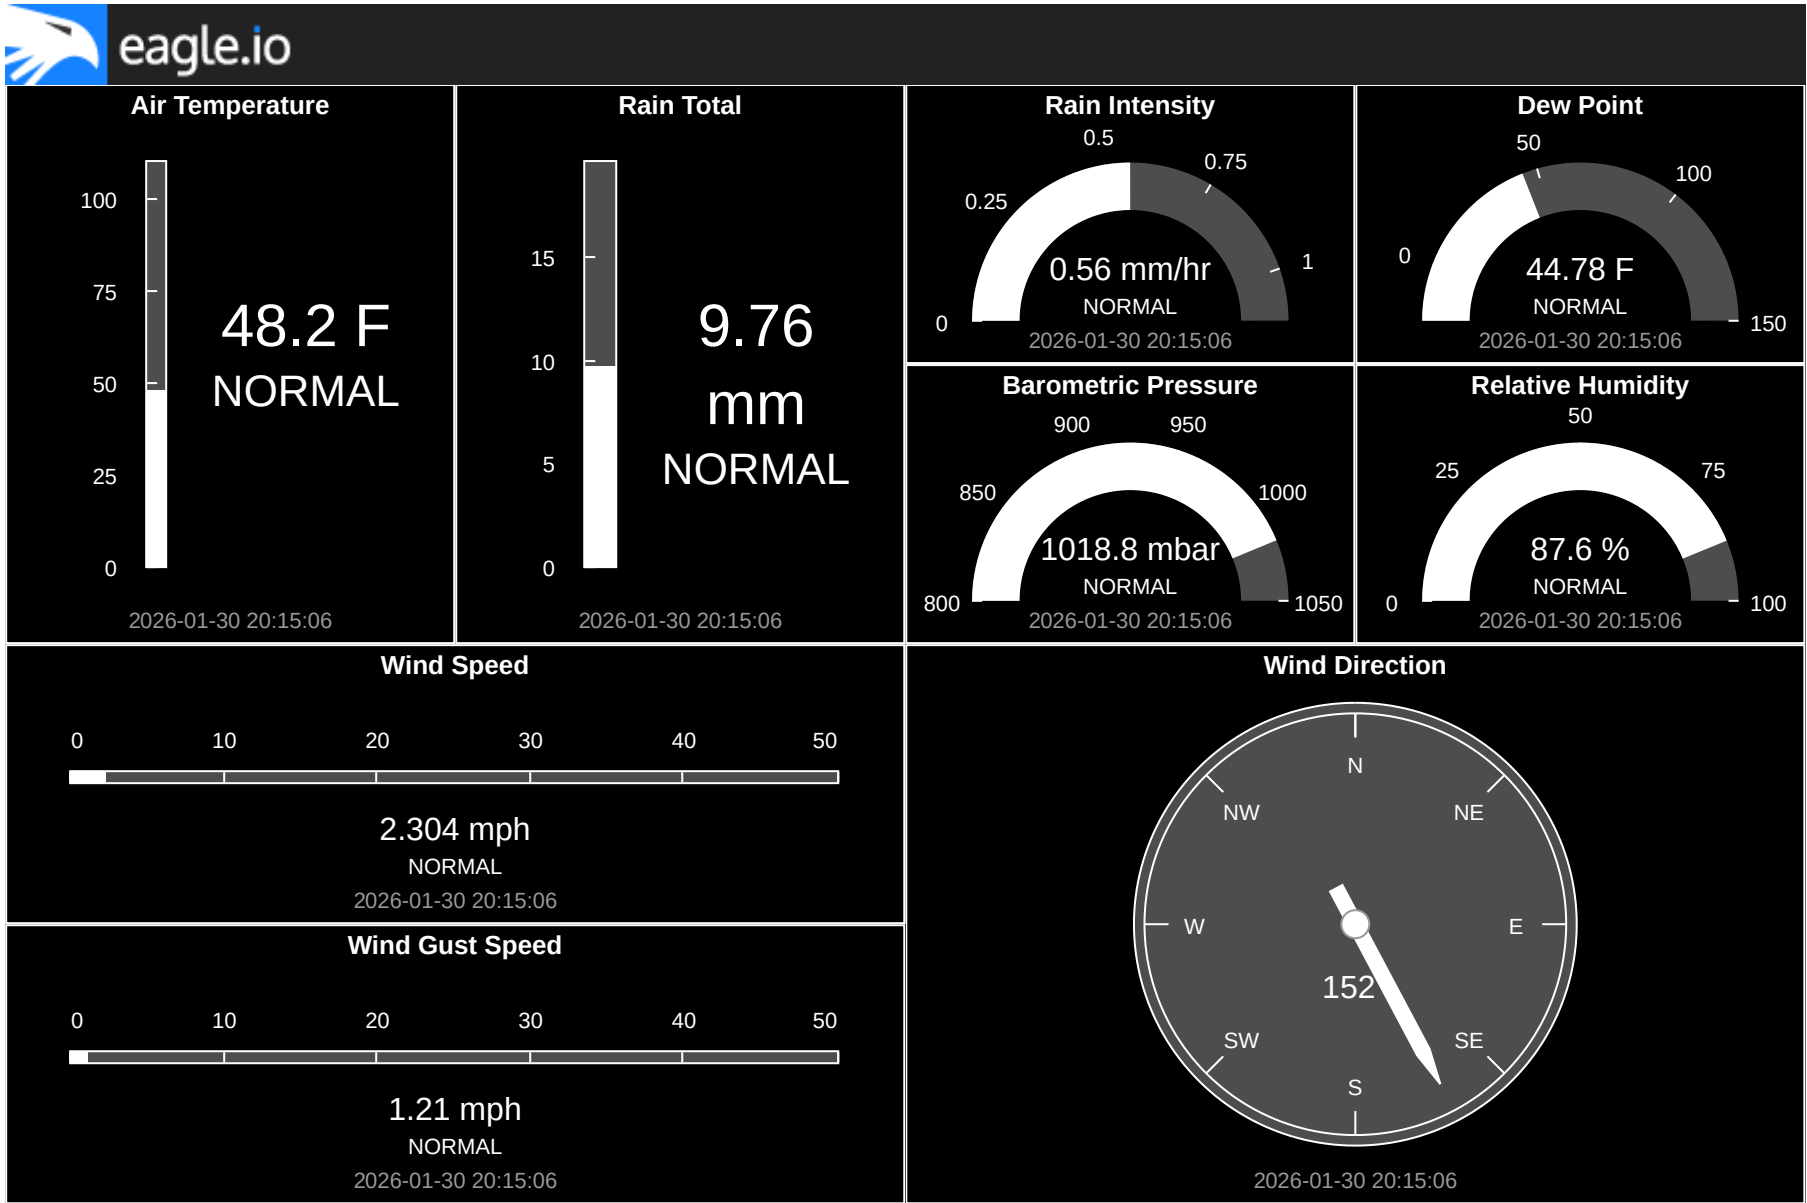 eagle.io
Air Temperature
100
75
50
25
0
48.2 F
NORMAL
2026-01-30 20:15:06
Rain Total
15
10
5
0
9.76
mm
NORMAL
2026-01-30 20:15:06
Rain Intensity
0
0.25
0.5
0.75
1
0.56 mm/hr
NORMAL
2026-01-30 20:15:06
Dew Point
0
50
100
150
44.78 F
NORMAL
2026-01-30 20:15:06
Barometric Pressure
800
850
900
950
1000
1050
1018.8 mbar
NORMAL
2026-01-30 20:15:06
Relative Humidity
0
25
50
75
100
87.6 %
NORMAL
2026-01-30 20:15:06
Wind Speed
0 10 20 30 40 50
2.304 mph
NORMAL
2026-01-30 20:15:06
Wind Gust Speed
0 10 20 30 40 50
1.21 mph
NORMAL
2026-01-30 20:15:06
Wind Direction
N
NW NE
W E
152
SW SE
S
2026-01-30 20:15:06